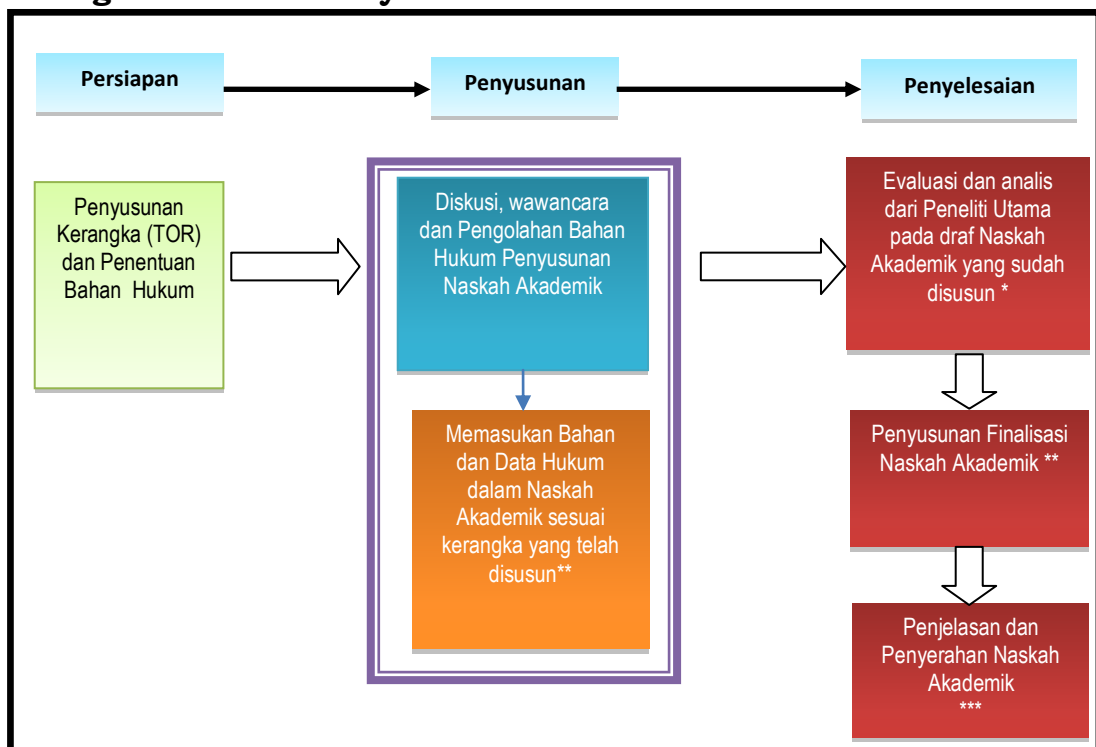 Persiapan
Penyusunan
Penyelesaian
Penyusunan
Kerangka (TOR)
dan Penentuan
Bahan Hukum
Diskusi, wawancara
dan Pengolahan Bahan
Hukum Penyusunan
Naskah Akademik
Memasukan Bahan
dan Data Hukum
dalam Naskah
Akademik sesuai
kerangka yang telah
disusun**
Evaluasi dan analis
dari Peneliti Utama
pada draf Naskah
Akademik yang sudah
disusun *
Penyusunan Finalisasi
Naskah Akademik **
Penjelasan dan
Penyerahan Naskah
Akademik
***